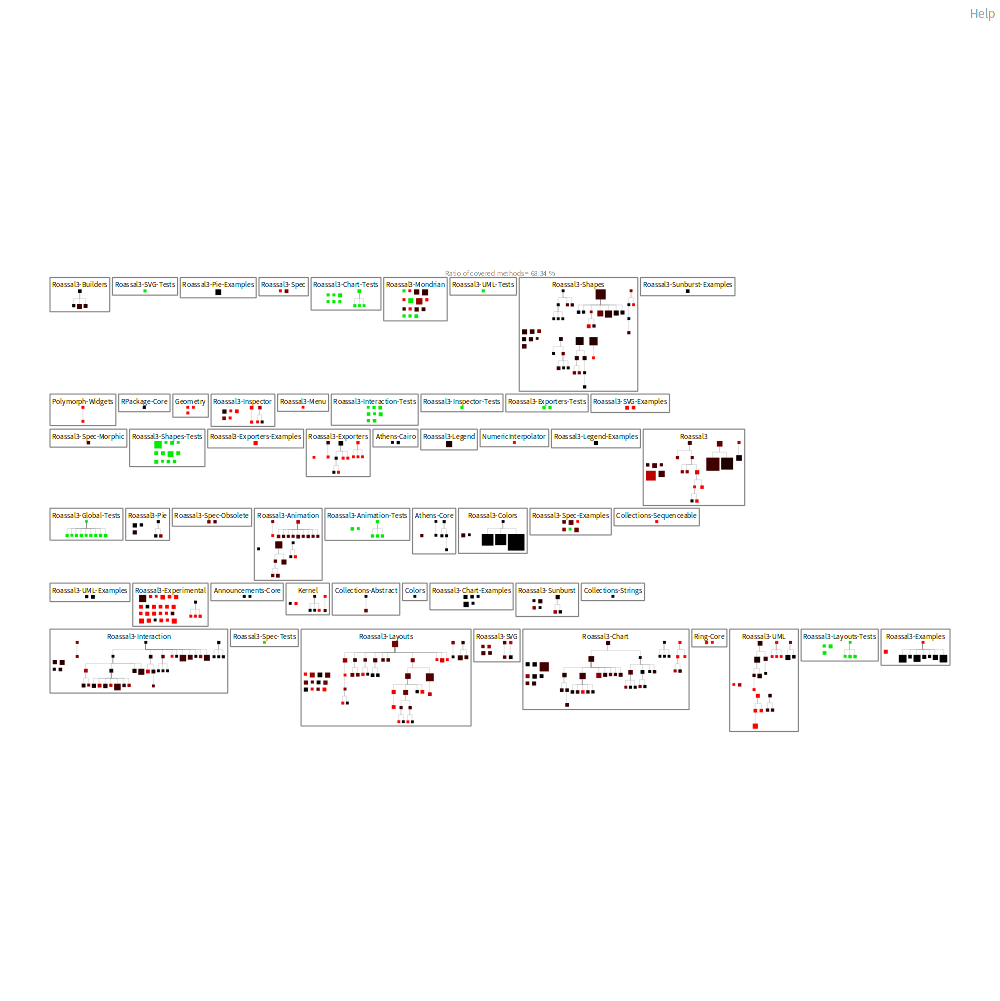 Help
Ratio of covered methods= 68.34 %
Roassal3-Builders Roassal3-SVG-Tests Roassal3-Pie-Examples Roassal3-Spec Roassal3-Chart-Tests Roassal3-Mondrian Roassal3-UML-Tests Roassal3-Shapes Roassal3-Sunburst-Examples
Polymorph-Widgets RPackage-Core Geometry Roassal3-Inspector Roassal3-Menu Roassal3-Interaction-Tests Roassal3-Inspector-Tests Roassal3-Exporters-Tests Roassal3-SVG-Examples
Roassal3-Spec-Morphic Roassal3-Shapes-Tests Roassal3-Exporters-Examples Roassal3-Exporters Athens-Cairo Roassal3-Legend NumericInterpolator Roassal3-Legend-Examples Roassal3
Roassal3-Global-Tests Roassal3-Pie Roassal3-Spec-Obsolete Roassal3-Animation Roassal3-Animation-Tests Athens-Core Roassal3-Colors Roassal3-Spec-Examples Collections-Sequenceable
Roassal3-UML-Examples Roassal3-Experimental Announcements-Core Kernel Collections-Abstract Colors Roassal3-Chart-Examples Roassal3-Sunburst Collections-Strings
Roassal3-Interaction Roassal3-Spec-Tests Roassal3-Layouts Roassal3-SVG Roassal3-Chart Ring-Core Roassal3-UML Roassal3-Layouts-Tests Roassal3-Examples